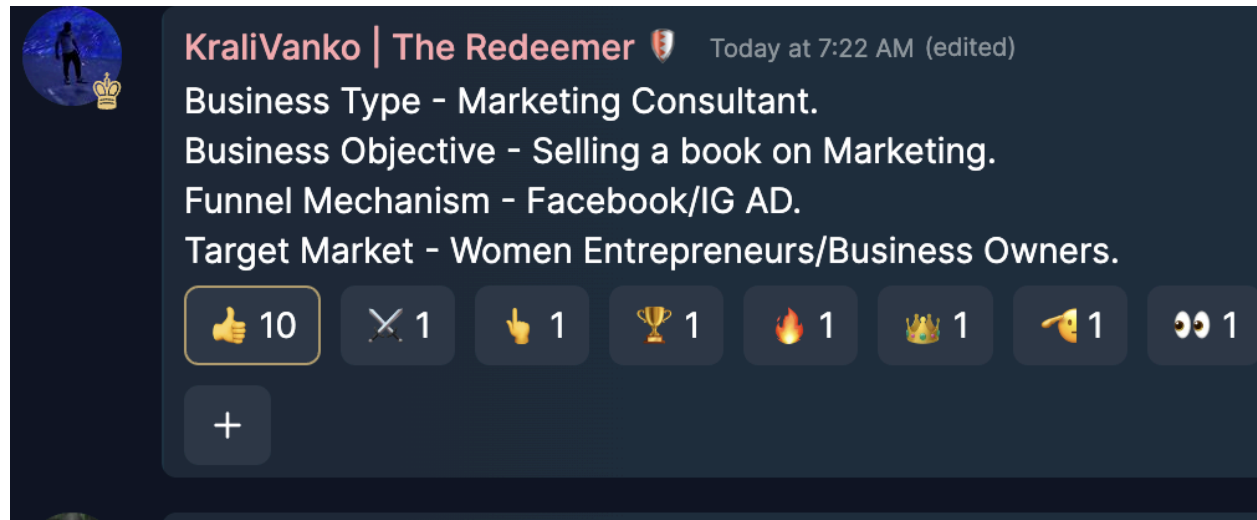 KraliVanko | The Redeemer Today at 7:22 AM (edited)
Business Type - Marketing Consultant.
Business Objective - Selling a book on Marketing.
Funnel Mechanism - Facebook/IG AD.
Target Market - Women Entrepreneurs/Business Owners.
10 1 1 1 1 1 1 1
+